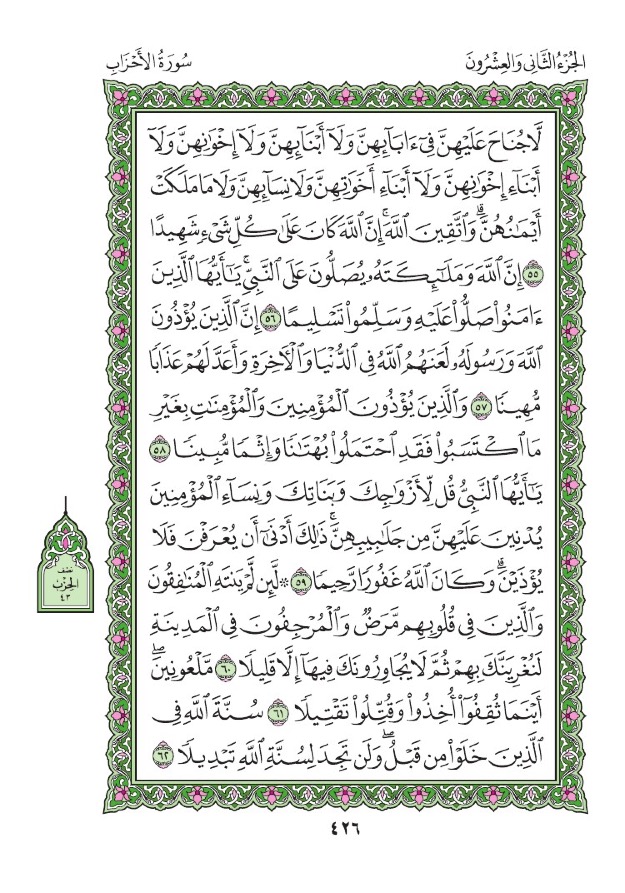 الجُزْءُ الثَّانِي وَالعِشْرُونَ
سُورَةُ الأَحْزَابِ
لَّا جُنَاحَ عَلَيْهِنَّ فِيٓ ءَابَآئِهِنَّ وَلَآ أَبْنَآئِهِنَّ وَلَآ إِخْوَٰنِهِنَّ وَلَآ
أَبْنَآءِ إِخْوَٰنِهِنَّ وَلَآ أَبْنَآءِ أَخَوَٰتِهِنَّ وَلَا نِسَآئِهِنَّ وَلَا مَا مَلَكَتْ
أَيْمَٰنُهُنَّۗ وَٱتَّقِينَ ٱللَّهَۚ إِنَّ ٱللَّهَ كَانَ عَلَىٰ كُلِّ شَيْءٖ شَهِيدًا
٥٥ إِنَّ ٱللَّهَ وَمَلَٰٓئِكَتَهُۥ يُصَلُّونَ عَلَى ٱلنَّبِيِّۚ يَٰٓأَيُّهَا ٱلَّذِينَ
ءَامَنُواْ صَلُّواْ عَلَيْهِ وَسَلِّمُواْ تَسْلِيمًا ٥٦ إِنَّ ٱلَّذِينَ يُؤْذُونَ
ٱللَّهَ وَرَسُولَهُۥ لَعَنَهُمُ ٱللَّهُ فِي ٱلدُّنْيَا وَٱلْأٓخِرَةِ وَأَعَدَّ لَهُمْ عَذَابٗا
مُّهِينٗا ٥٧ وَٱلَّذِينَ يُؤْذُونَ ٱلْمُؤْمِنِينَ وَٱلْمُؤْمِنَٰتِ بِغَيْرِ
مَا ٱكْتَسَبُواْ فَقَدِ ٱحْتَمَلُواْ بُهْتَٰنٗا وَإِثْمٗا مُّبِينٗا ٥٨
يَٰٓأَيُّهَا ٱلنَّبِيُّ قُل لِّأَزْوَٰجِكَ وَبَنَاتِكَ وَنِسَآءِ ٱلْمُؤْمِنِينَ
يُدْنِينَ عَلَيْهِنَّ مِن جَلَٰبِيبِهِنَّۚ ذَٰلِكَ أَدْنَىٰٓ أَن يُعْرَفْنَ فَلَا
يُؤْذَيْنَۗ وَكَانَ ٱللَّهُ غَفُورٗا رَّحِيمٗا ٥٩ ۞ لَّئِن لَّمْ يَنتَهِ ٱلْمُنَٰفِقُونَ
وَٱلَّذِينَ فِي قُلُوبِهِم مَّرَضٞ وَٱلْمُرْجِفُونَ فِي ٱلْمَدِينَةِ
لَنُغْرِيَنَّكَ بِهِمْ ثُمَّ لَا يُجَاوِرُونَكَ فِيهَآ إِلَّا قَلِيلٗا ٦٠ مَّلْعُونِينَۖ
أَيْنَمَا ثُقِفُوٓاْ أُخِذُواْ وَقُتِّلُواْ تَقْتِيلٗا ٦١ سُنَّةَ ٱللَّهِ فِي
ٱلَّذِينَ خَلَوْاْ مِن قَبْلُۖ وَلَن تَجِدَ لِسُنَّةِ ٱللَّهِ تَبْدِيلٗا ٦٢
نصف
الحِزْب
٤٣
٤٢٦